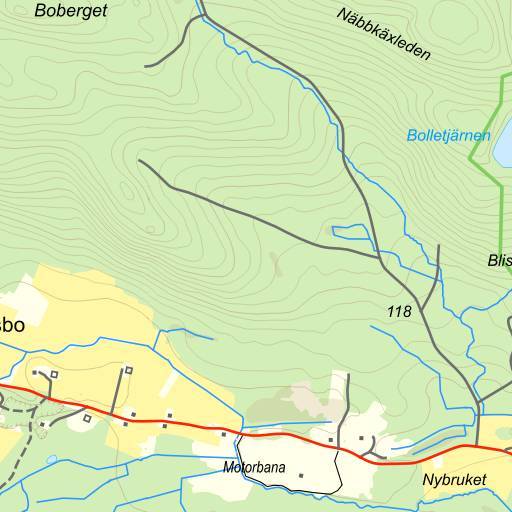 Boberget
Näbbkäxleden
Bolletjärnen
Blis
118
sbo
Motorbana
Nybruket